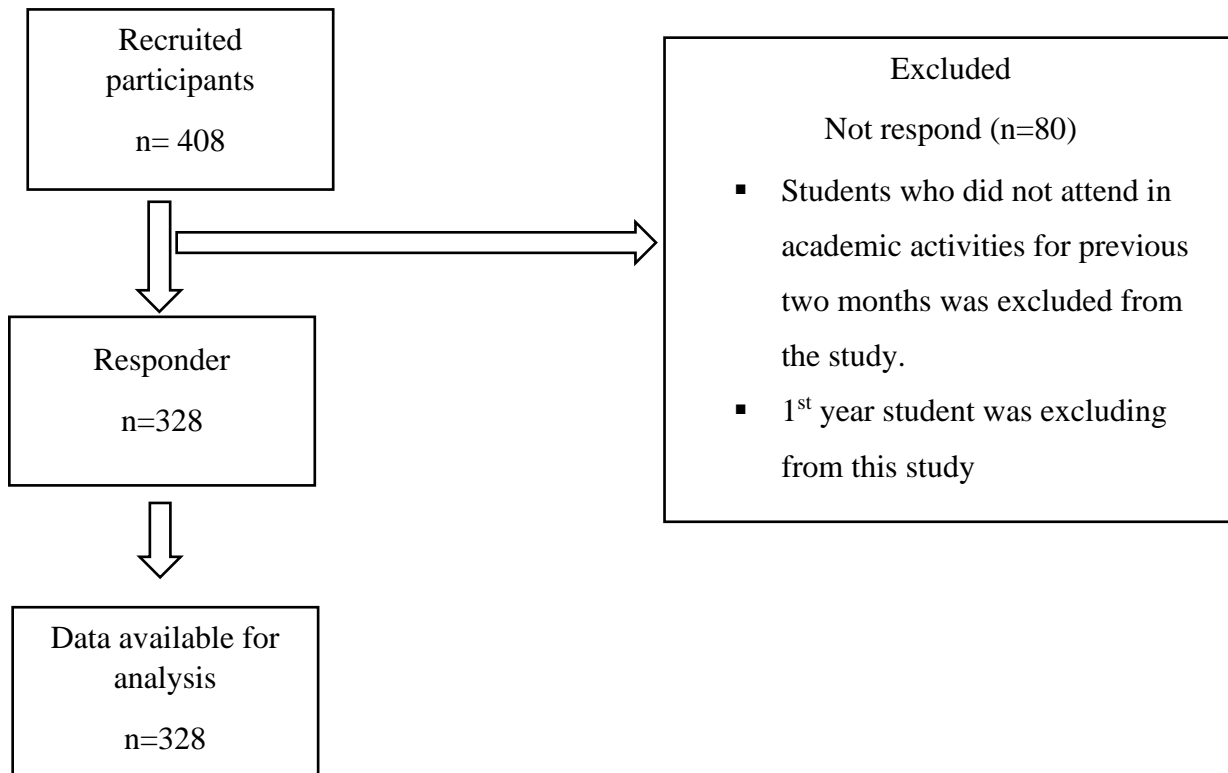 Recruited
participants
n= 408
Excluded
Not respond (n=80)
▪ Students who did not attend in
academic activities for previous
two months was excluded from
the study.
▪ 1st year student was excluding
from this study
Responder
n=328
Data available for
analysis
n=328